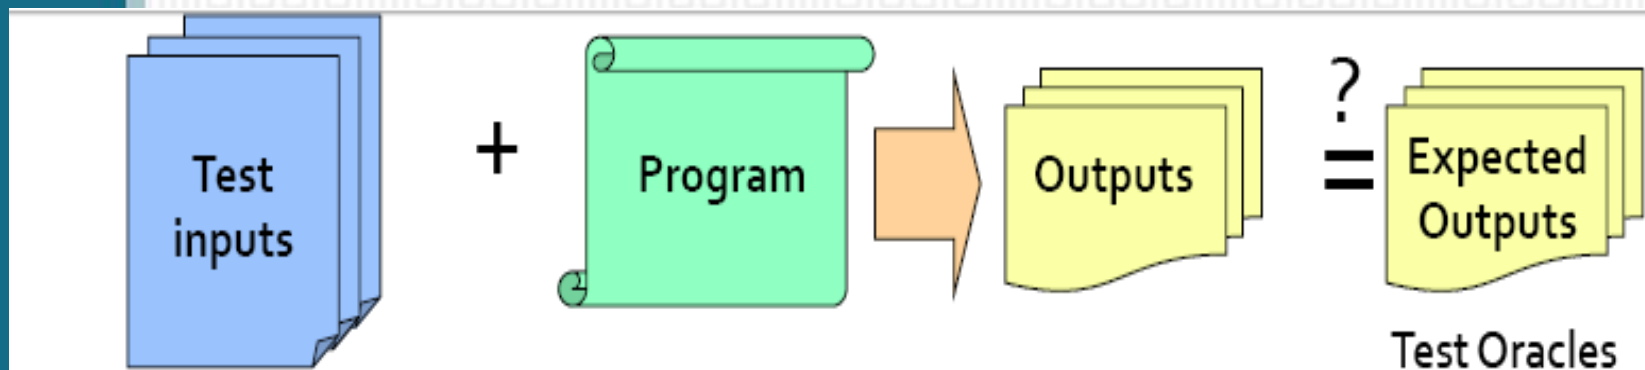 Test
inputs
+
Program
Outputs
?
=
Expected
Outputs
Test Oracles